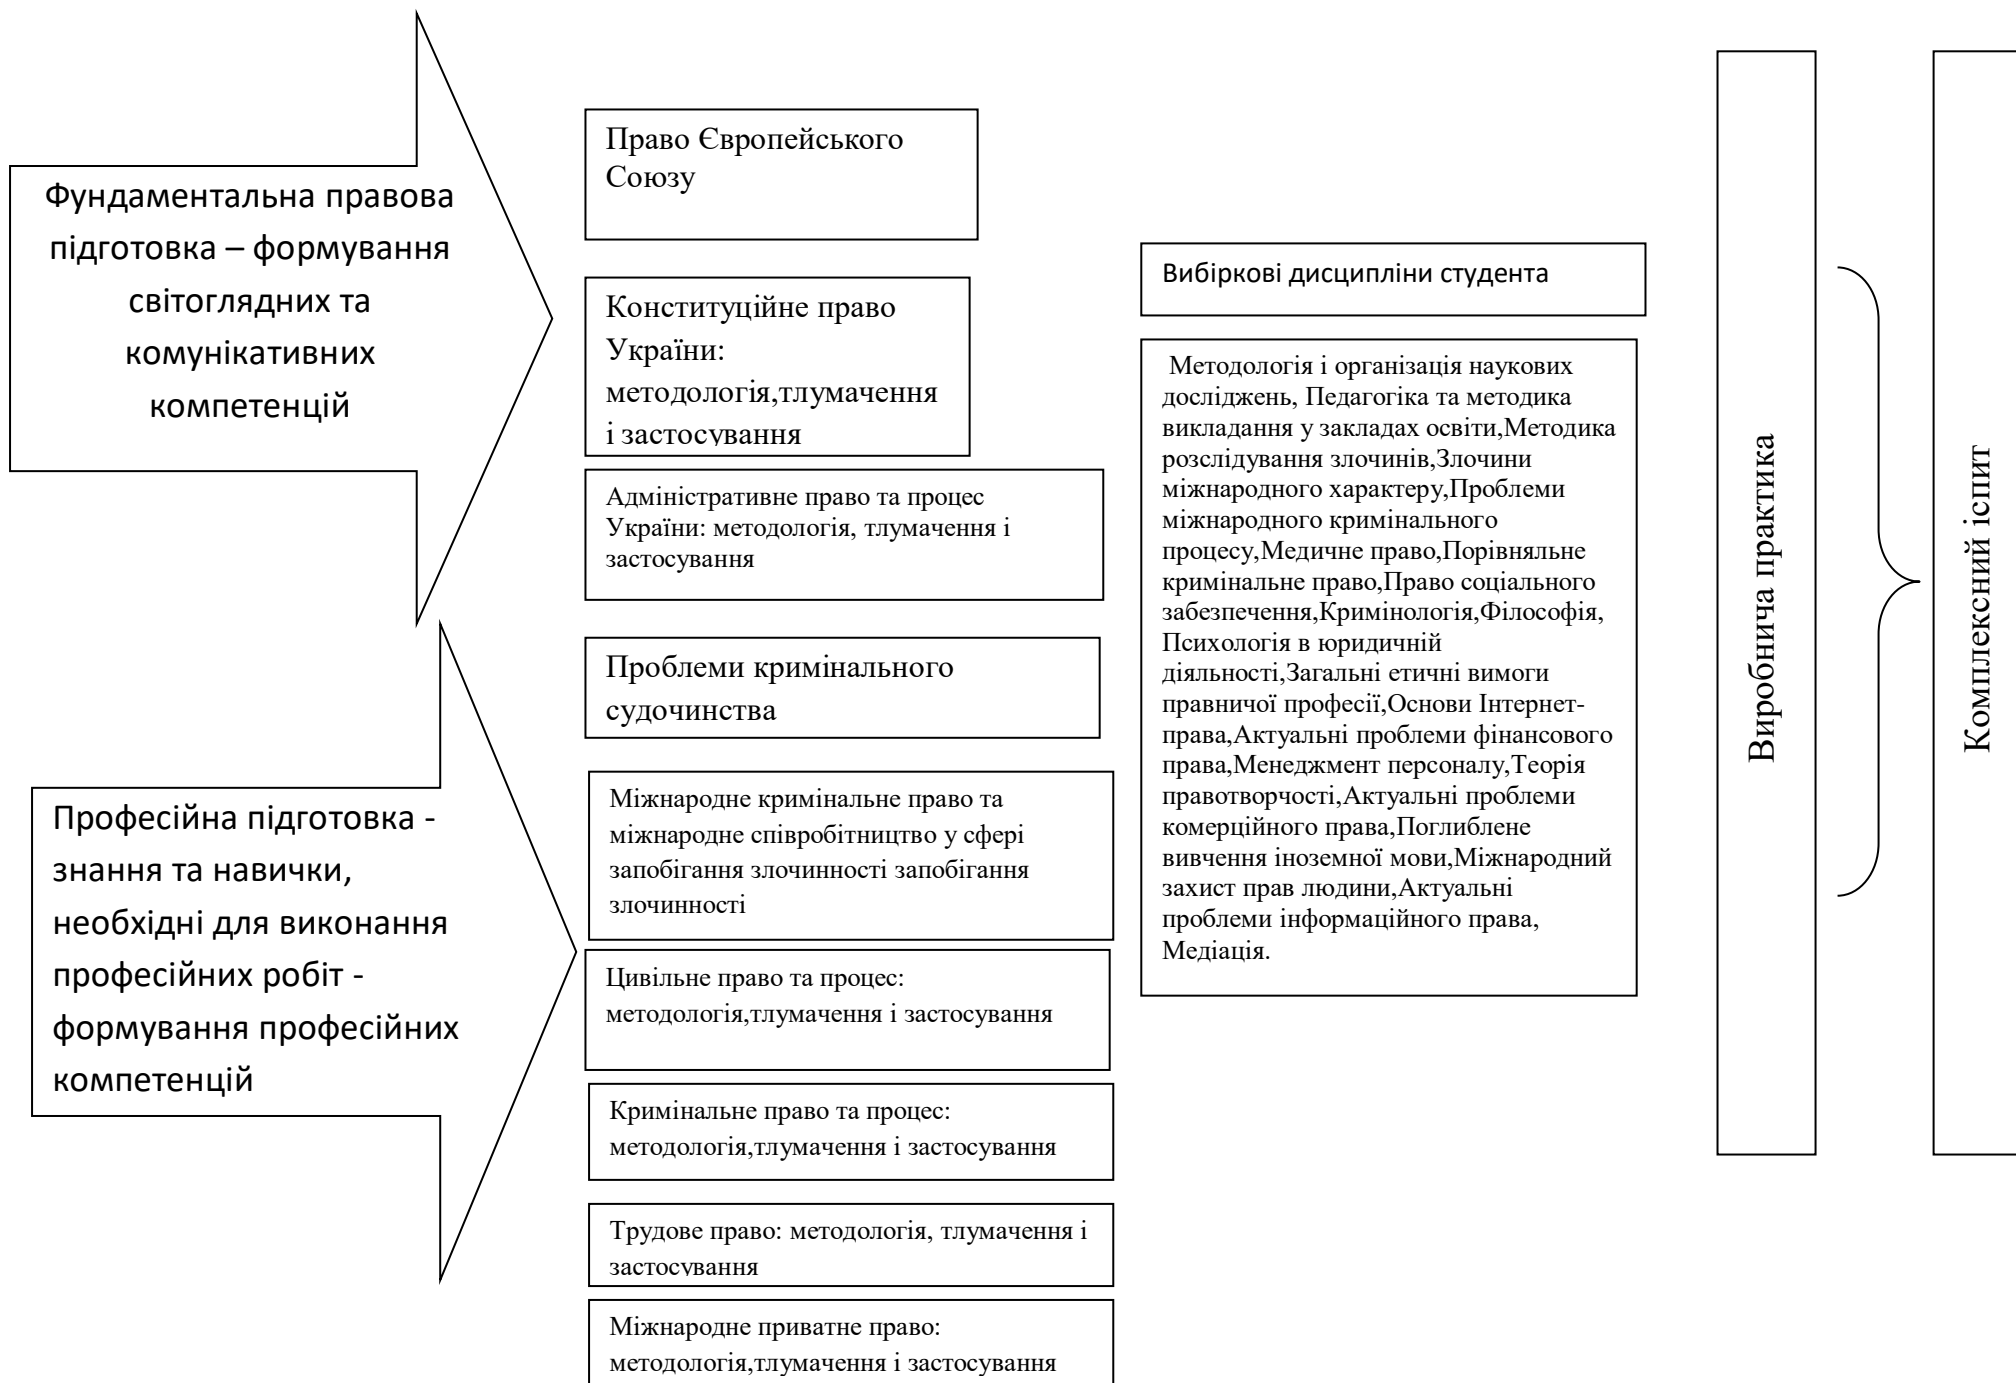 Фундаментальна правова
підготовка – формування
світоглядних та
комунікативних
компетенцій
Професійна підготовка -
знання та навички,
необхідні для виконання
професійних робіт -
формування професійних
компетенцій
Право Європейського
Союзу
Конституційне право
України:
методологія,тлумачення
і застосування
Адміністративне право та процес
України: методологія, тлумачення і
застосування
Проблеми кримінального
судочинства
Міжнародне кримінальне право та
міжнародне співробітництво у сфері
запобігання злочинності запобігання
злочинності
Цивільне право та процес:
методологія,тлумачення і застосування
Кримінальне право та процес:
методологія,тлумачення і застосування
Трудове право: методологія, тлумачення і
застосування
Міжнародне приватне право:
методологія,тлумачення і застосування
Вибіркові дисципліни студента
Методологія і організація наукових
досліджень, Педагогіка та методика
викладання у закладах освіти,Методика
розслідування злочинів,Злочини
міжнародного характеру,Проблеми
міжнародного кримінального
процесу,Медичне право,Порівняльне
кримінальне право,Право соціального
забезпечення,Кримінологія,Філософія,
Психологія в юридичній
діяльності,Загальні етичні вимоги
правничої професії,Основи Інтернет-
права,Актуальні проблеми фінансового
права,Менеджмент персоналу,Теорія
правотворчості,Актуальні проблеми
комерційного права,Поглиблене
вивчення іноземної мови,Міжнародний
захист прав людини,Актуальні
проблеми інформаційного права,
Медіація.
Виробнича практика
Комплексний іспит